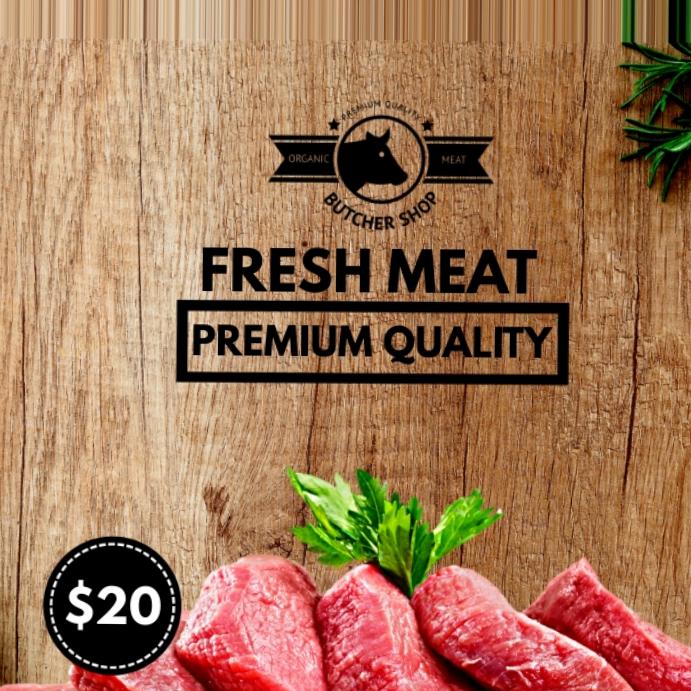 PREMIUM QUALITY
ORGANIC MEAT
BUTCHER SHOP
FRESH MEAT
PREMIUM QUALITY
$20